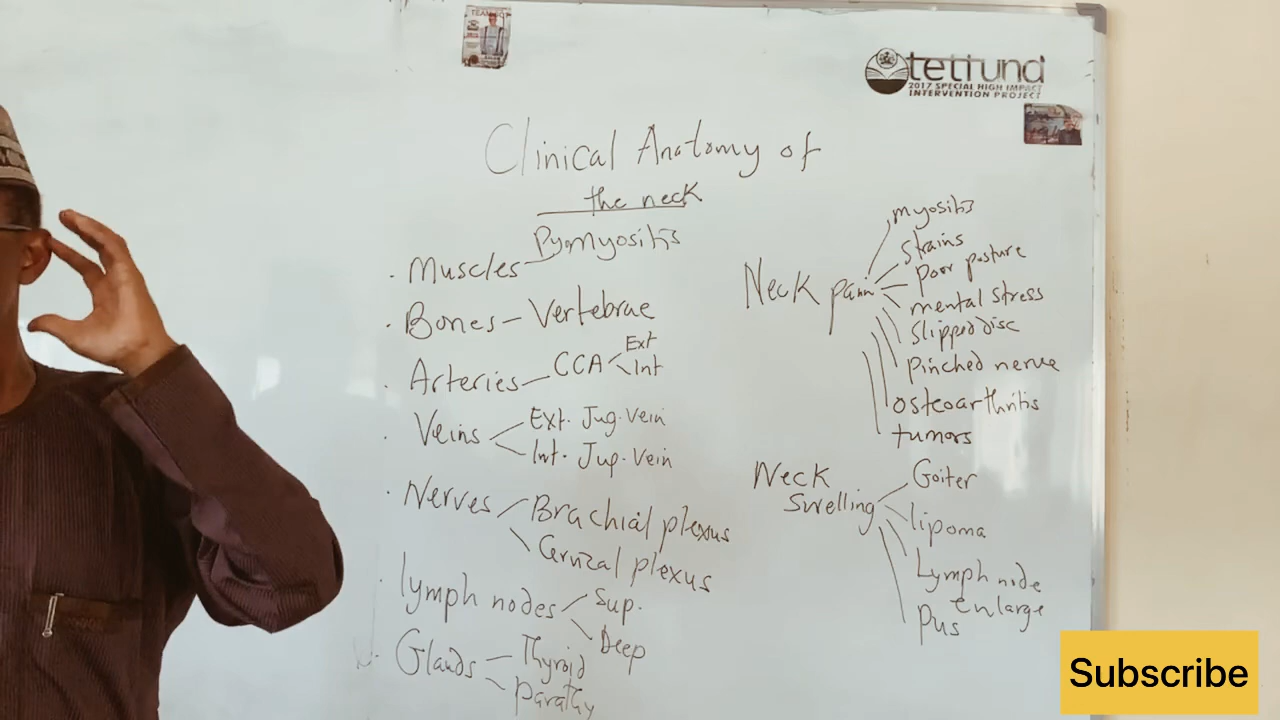 tetfund
2017 SPECIAL HIGH IMPACT
INTERVENTION PROJECT
Clinical Anatomy of
the neck
Pyomyositis
. Muscles
. Bones - Vertebrae
. Arteries - CCA Ext
Int
. Veins Ext. Jug. Vein
Int. Jug. Vein
. Nerves Brachial plexus
Cervical plexus
. lymph nodes Sup.
Deep
. Glands - Thyroid
parathy
Neck pain
myositis
Strains
Poor posture
mental stress
Slipped disc
Pinched nerve
osteoarthritis
tumors
Neck
Swelling
Goiter
lipoma
Lymph node
enlarge
Pus
Subscribe